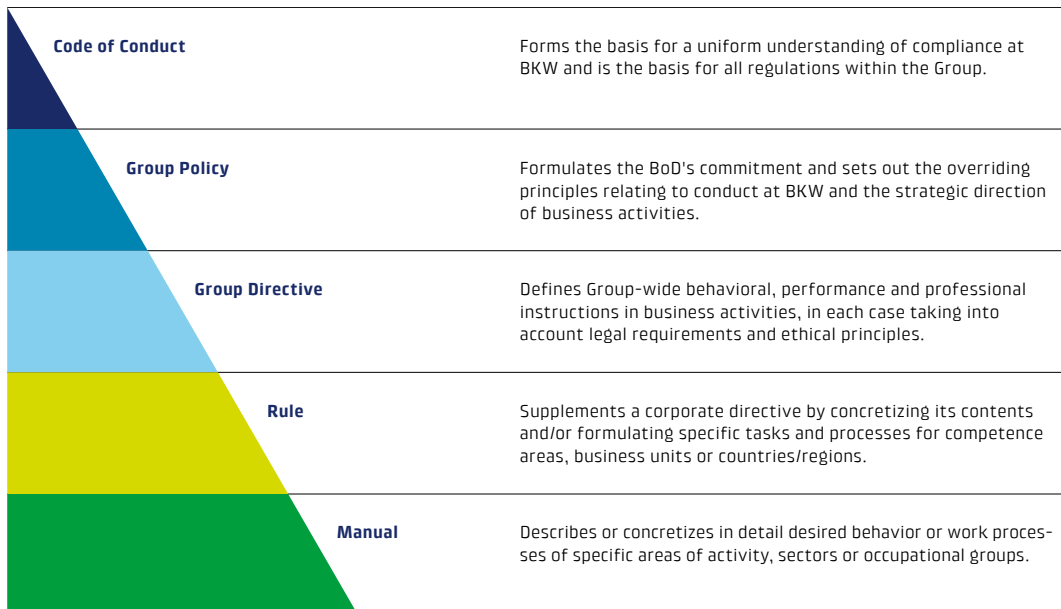 Code of Conduct
Forms the basis for a uniform understanding of compliance at
BKW and is the basis for all regulations within the Group.
Group Policy
Formulates the BoD's commitment and sets out the overriding
principles relating to conduct at BKW and the strategic direction
of business activities.
Group Directive
Defines Group-wide behavioral, performance and professional
instructions in business activities, in each case taking into
account legal requirements and ethical principles.
Rule
Supplements a corporate directive by concretizing its contents
and/or formulating specific tasks and processes for competence
areas, business units or countries/regions.
Manual
Describes or concretizes in detail desired behavior or work proces-
ses of specific areas of activity, sectors or occupational groups.